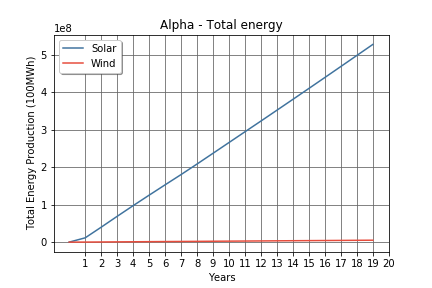 Alpha - Total energy
1e8
Solar
Wind
Total Energy Production (100MWh)
5
4
3
2
1
0
1 2 3 4 5 6 7 8 9 10 11 12 13 14 15 16 17 18 19 20
Years